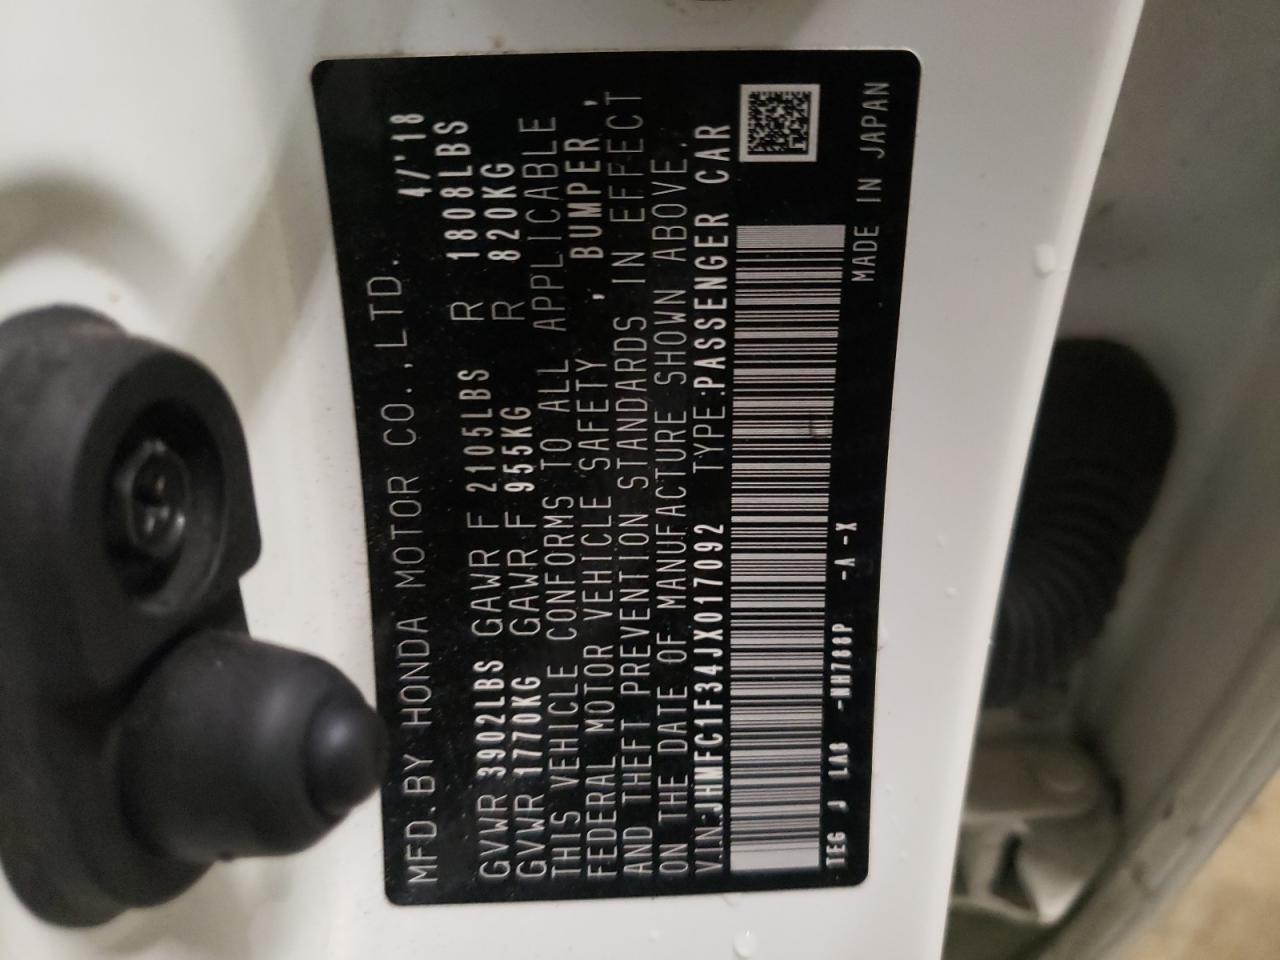 MFD. BY HONDA MOTOR CO.,LTD. 4/'18
GVWR 3902LBS GAWR F 2105LBS R 1808LBS
GVWR 1770KG GAWR F 955KG R 820KG
THIS VEHICLE CONFORMS TO ALL APPLICABLE
FEDERAL MOTOR VEHICLE SAFETY, BUMPER,
AND THEFT PREVENTION STANDARDS IN EFFECT
ON THE DATE OF MANUFACTURE SHOWN ABOVE.
VIN:JHMFC1F34JX017092 TYPE:PASSENGER CAR
TEG J LAG -NH788P -A -X
MADE IN JAPAN